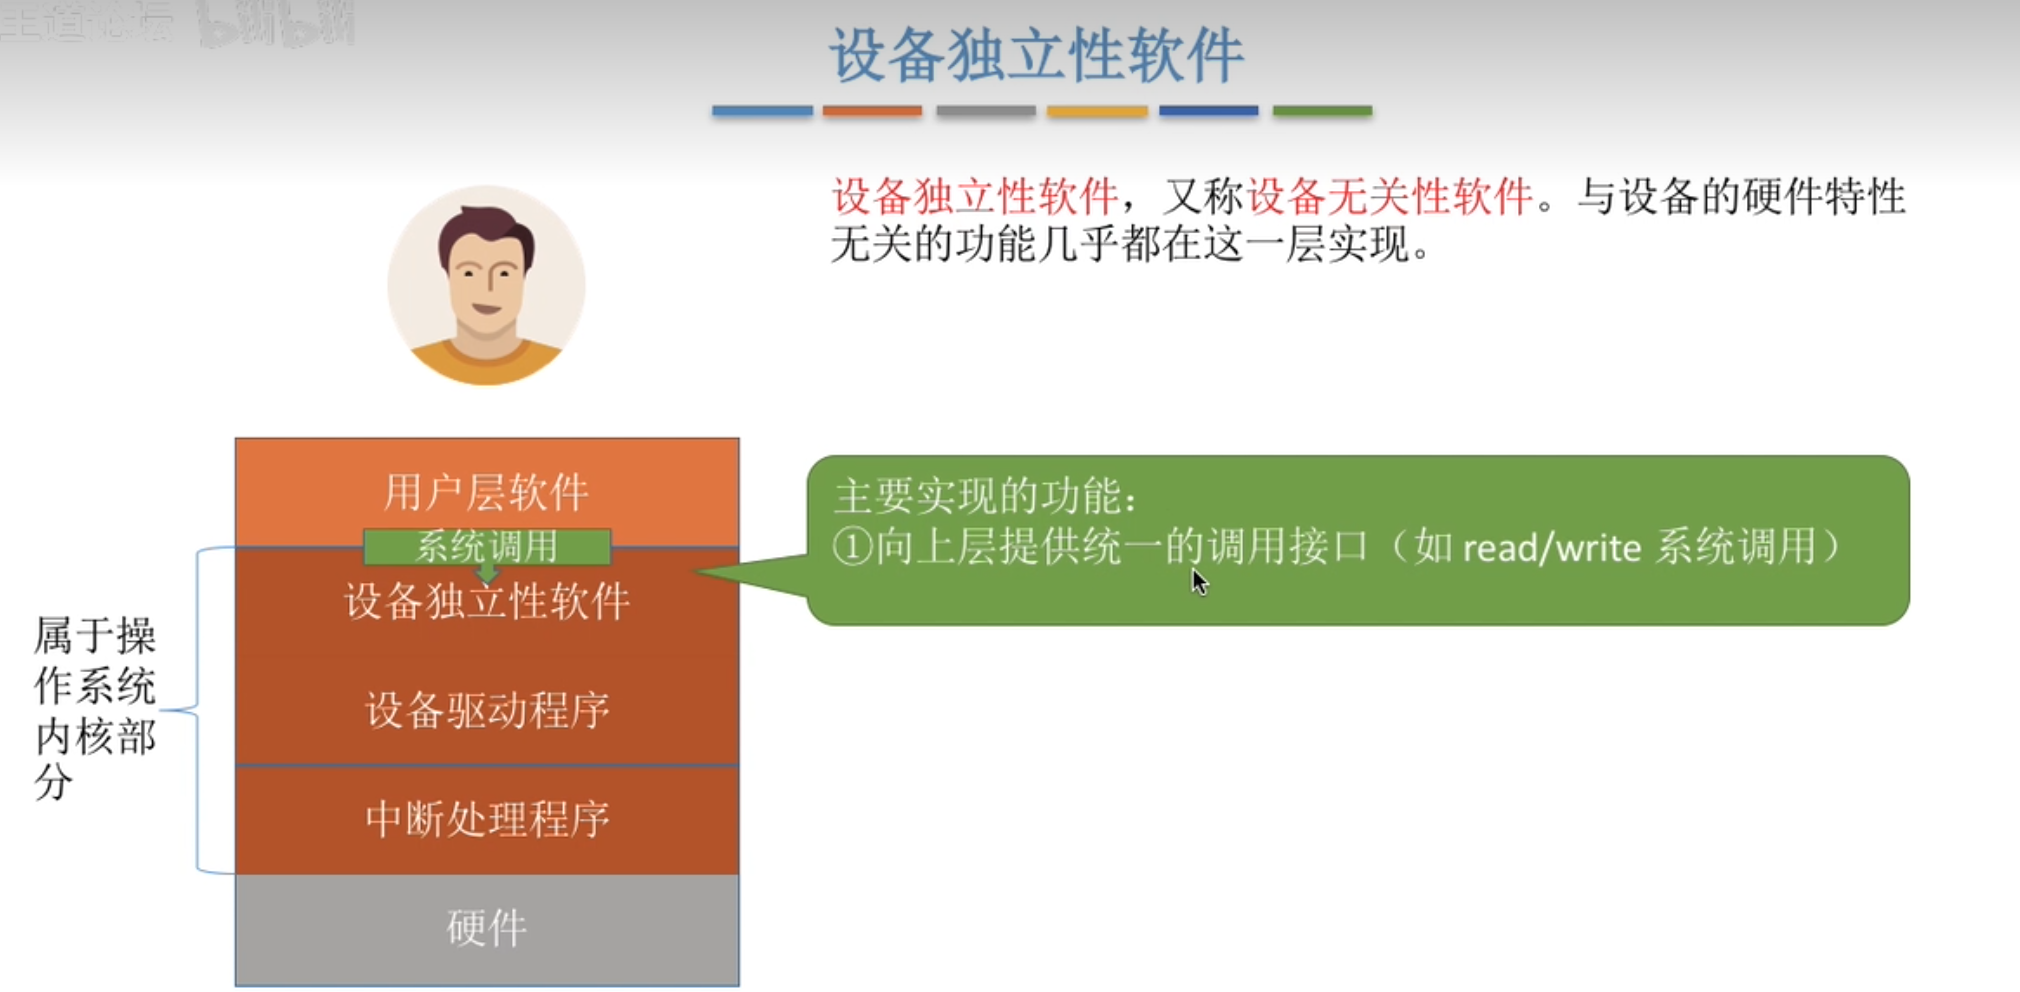 王道论坛 bilibili
设备独立性软件
设备独立性软件，又称设备无关性软件。与设备的硬件特性
无关的功能几乎都在这一层实现。
用户层软件
系统调用
设备独立性软件
设备驱动程序
中断处理程序
硬件
属于操
作系统
内核部
分
主要实现的功能：
①向上层提供统一的调用接口（如 read/write 系统调用）